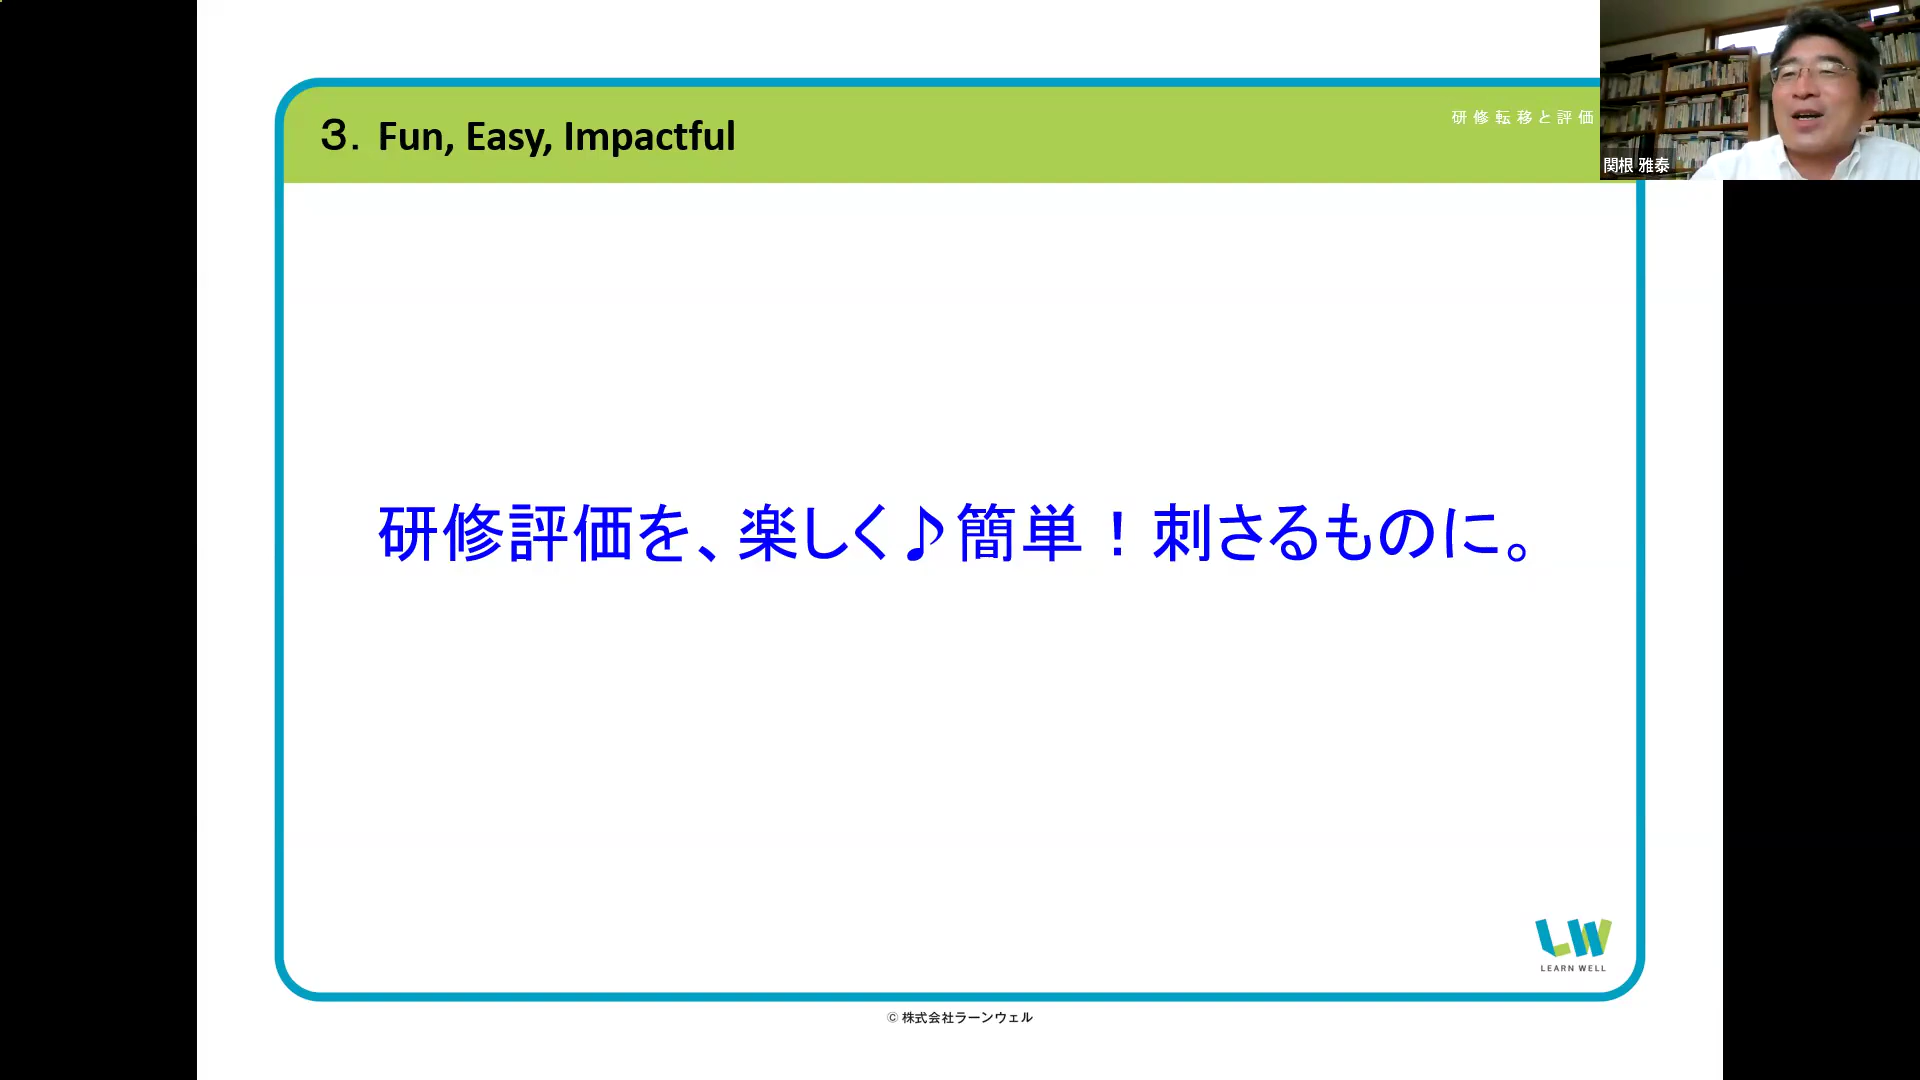 3. Fun, Easy, Impactful
研修転移と評価
関根 雅泰
研修評価を、楽しく♪簡単！刺さるものに。
LW
LEARN WELL
© 株式会社ラーンウェル